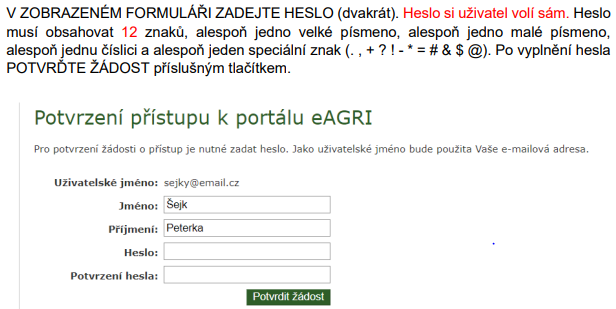 V ZOBRAZENÉM FORMULÁŘI ZADEJTE HESLO (dvakrát). Heslo si uživatel volí sám. Heslo
musí obsahovat 12 znaků, alespoň jedno velké písmeno, alespoň jedno malé písmeno,
alespoň jednu číslici a alespoň jeden speciální znak (. , + ? ! - * = # & $ @). Po vyplnění hesla
POTVRĎTE ŽÁDOST příslušným tlačítkem.
Potvrzení přístupu k portálu eAGRI
Pro potvrzení žádosti o přístup je nutné zadat heslo. Jako uživatelské jméno bude použita Vaše e-mailová adresa.
Uživatelské jméno: sejky@email.cz
Jméno: Šejk
Příjmení: Peterka
Heslo:
Potvrzení hesla:
Potvrdit žádost